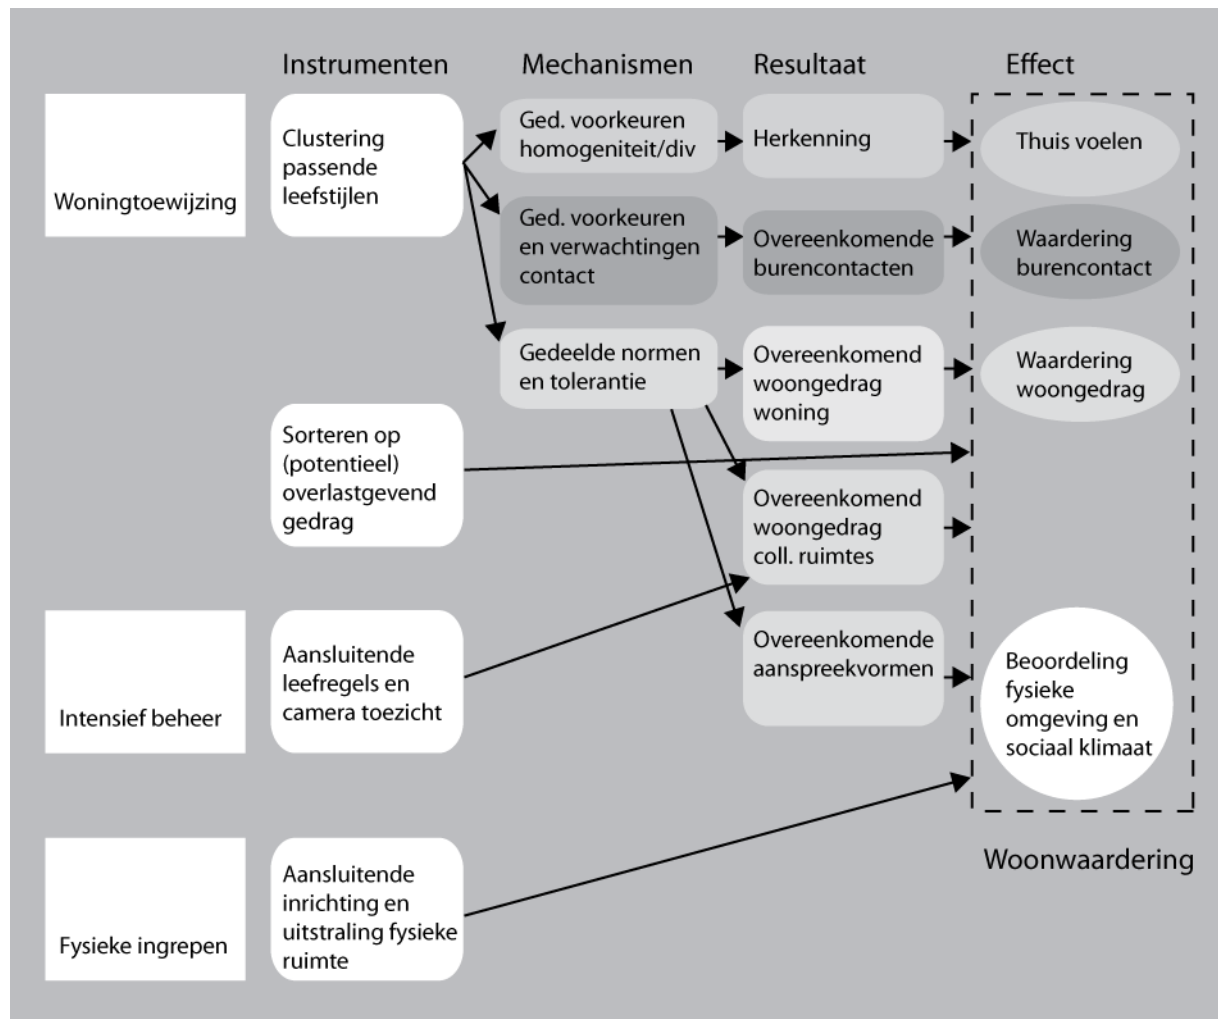 Instrumenten
Mechanismen
Resultaat
Effect
Woningtoewijzing
Clustering
passende
leefstijlen
Ged. voorkeuren
homogeniteit/div
Herkenning
Thuis voelen
Ged. voorkeuren
en verwachtingen
contact
Overeenkomende
burencontacten
Waardering
burencontact
Gedeelde normen
en tolerantie
Overeenkomend
woongedrag
woning
Waardering
woongedrag
Sorteren op
(potentieel)
overlastgevend
gedrag
Overeenkomend
woongedrag
coll. ruimtes
Intensief beheer
Aansluitende
leefregels en
camera toezicht
Overeenkomende
aanspreekvormen
Beoordeling
fysieke
omgeving en
sociaal klimaat
Woonwaardering
Fysieke ingrepen
Aansluitende
inrichting en
uitstraling fysieke
ruimte